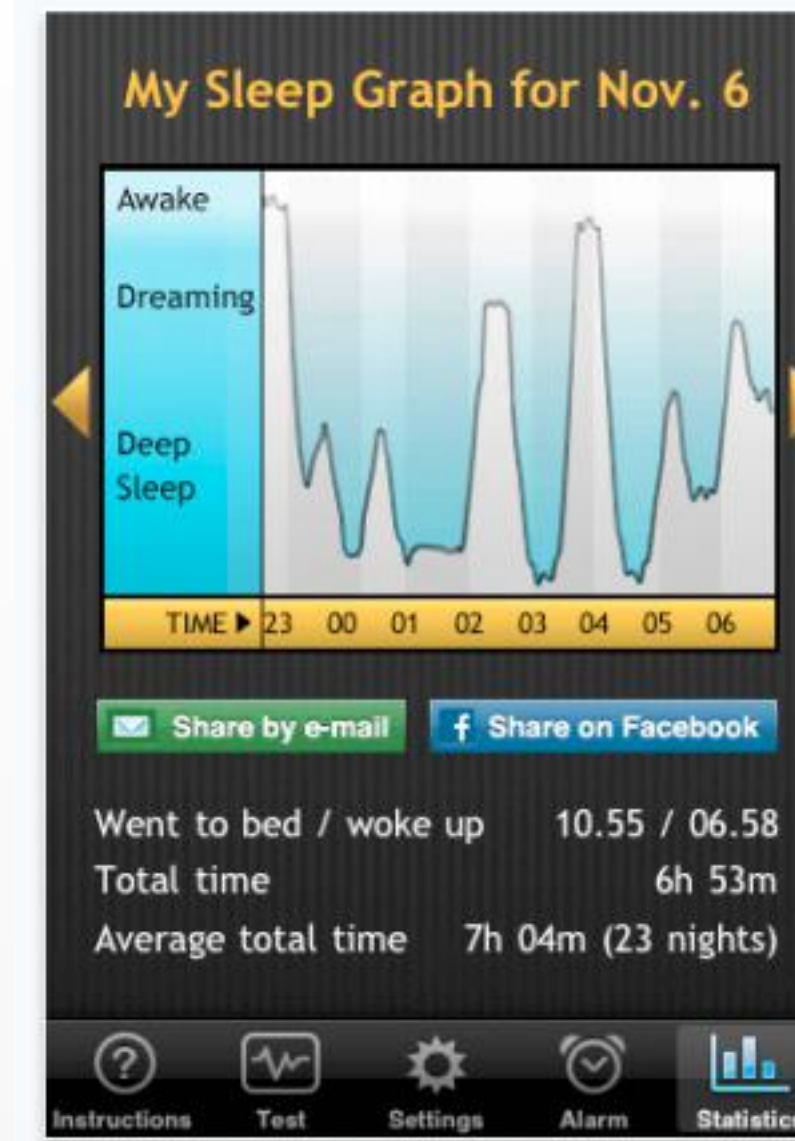 My Sleep Graph for Nov. 6
Awake
Dreaming
Deep
Sleep
TIME 23 00 01 02 03 04 05 06
Share by e-mail Share on Facebook
Went to bed / woke up 10.55 / 06.58
Total time 6h 53m
Average total time 7h 04m (23 nights)
Instructions Test Settings Alarm Statistics